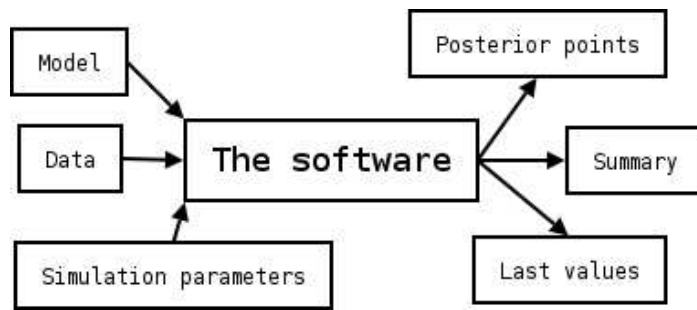 Model
Data
Simulation parameters
The software
Posterior points
Summary
Last values